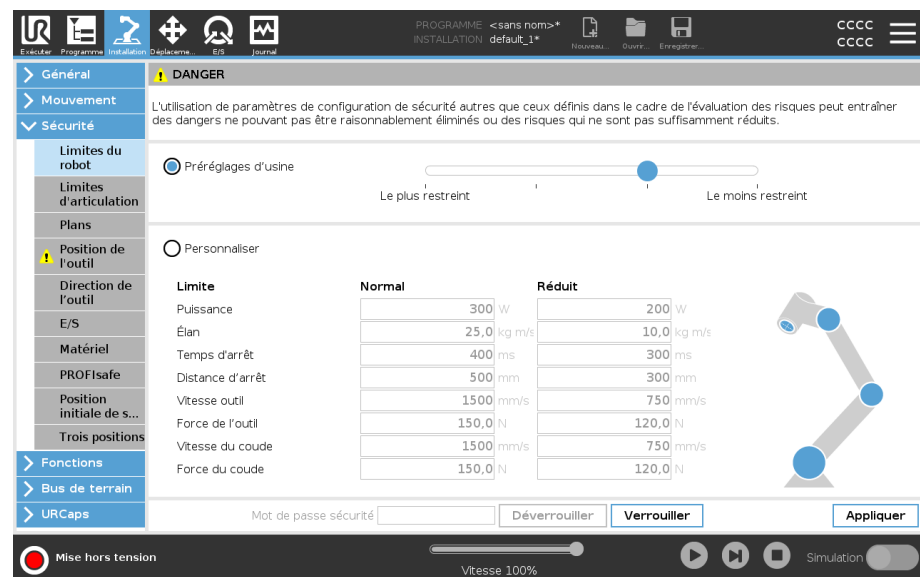 PROGRAMME <sans nom>*
INSTALLATION default_1*
Exécuter Programme Installation Déplaceme... E/S Journal
Nouveau... Ouvrir... Enregistrer...
CCCC
CCCC
Général
Mouvement
Sécurité
Limites du
robot
Limites
d'articulation
Plans
Position de
l'outil
Direction de
l’outil
E/S
Matériel
PROFIsafe
Position
initiale de s...
Trois positions
Fonctions
Bus de terrain
URCaps
DANGER
L'utilisation de paramètres de configuration de sécurité autres que ceux définis dans le cadre de l'évaluation des risques peut entraîner
des dangers ne pouvant pas être raisonnablement éliminés ou des risques qui ne sont pas suffisamment réduits.
Préréglages d’usine
Le plus restreint Le moins restreint
Personnaliser
Limite Normal Réduit
Puissance 300 W 200 W
Élan 25,0 kg m/s 10,0 kg m/s
Temps d'arrêt 400 ms 300 ms
Distance d’arrêt 500 mm 300 mm
Vitesse outil 1500 mm/s 750 mm/s
Force de l’outil 150,0 N 120,0 N
Vitesse du coude 1500 mm/s 750 mm/s
Force du coude 150,0 N 120,0 N
Mot de passe sécurité Déverrouiller Verrouiller Appliquer
Mise hors tension
Vitesse 100%
Simulation